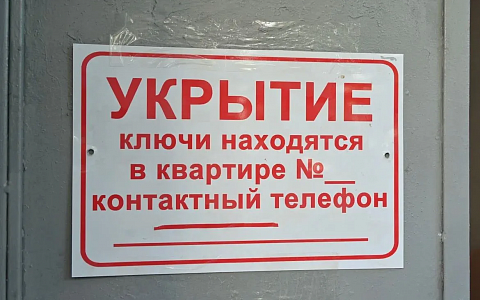 УКРЫТИЕ
ключи находятся
в квартире №__
контактный телефон